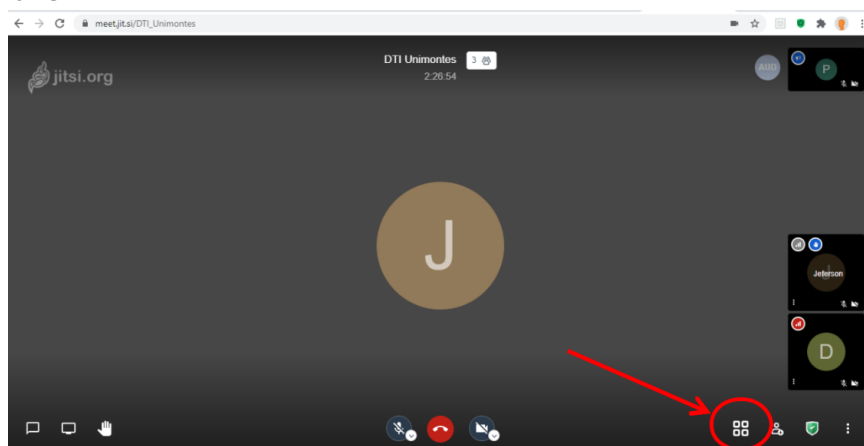 meet.jit.si/DTI_Unimontes
jitsi.org
DTI Unimontes 3
2:26:54
AUD
P
J
Jeferson
D